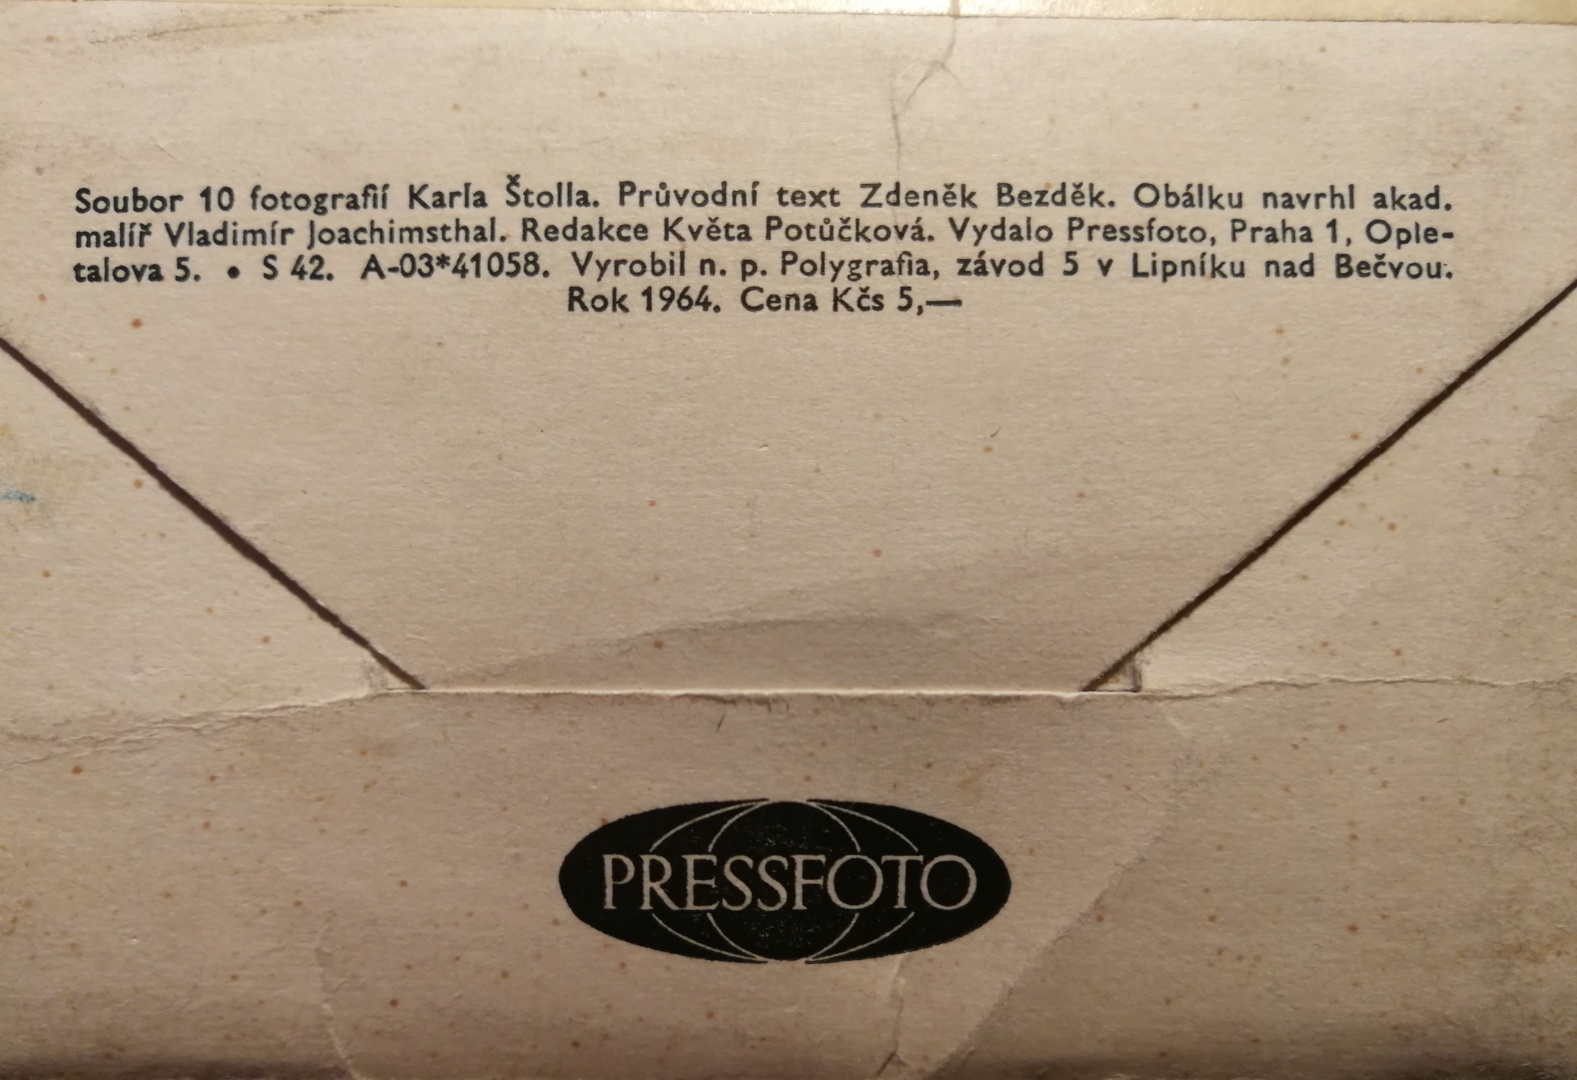 Soubor 10 fotografií Karla Štolla. Průvodní text Zdeněk Bezděk. Obálku navrhl akad.
malíř Vladimír Joachimsthal. Redakce Květa Potůčková. Vydalo Pressfoto, Praha 1, Ople-
talova 5. • S 42. A-03*41058. Vyrobil n. p. Polygrafia, závod 5 v Lipníku nad Bečvou.
Rok 1964. Cena Kčs 5,—
PRESSFOTO